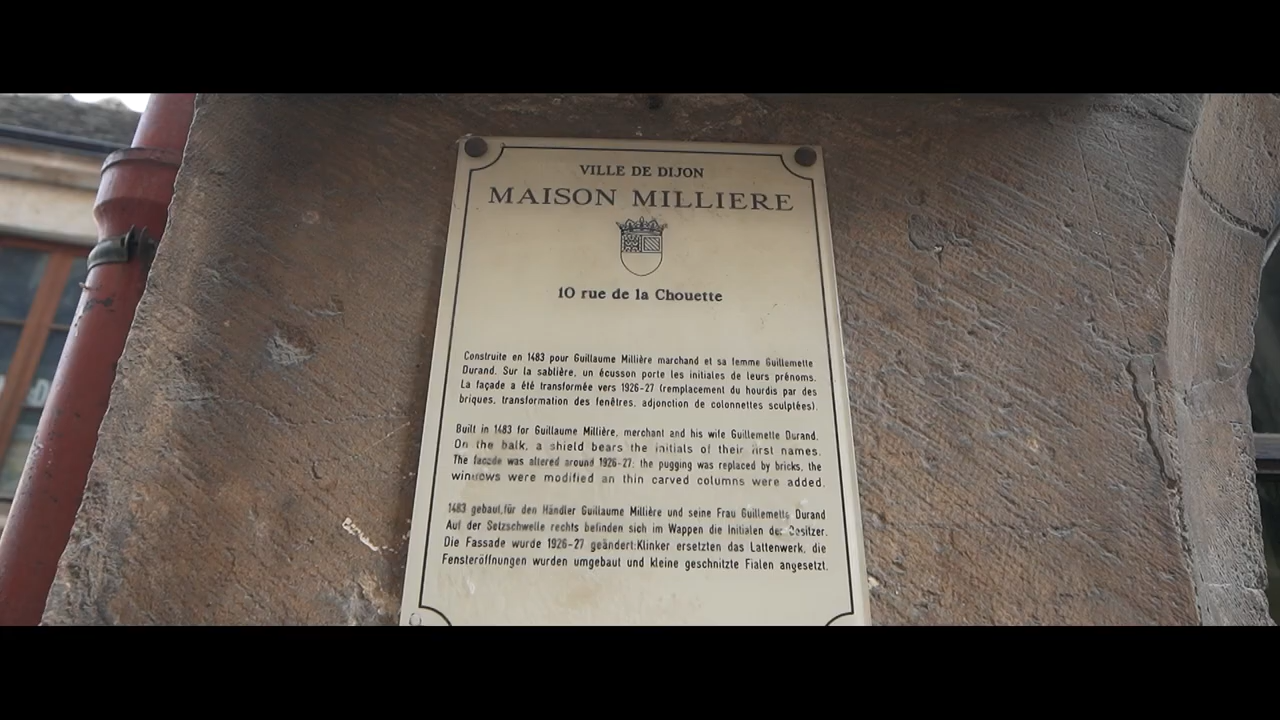 VILLE DE DIJON
MAISON MILLIERE
10 rue de la Chouette
Construite en 1483 pour Guillaume Millière marchand et sa femme Guillemette
Durand. Sur la sablière, un écusson porte les initiales de leurs prénoms.
La façade a été transformée vers 1926-27 (remplacement du hourdis par des
briques, transformation des fenêtres, adjonction de colonnettes sculptées).
Built in 1483 for Guillaume Millière, merchant and his wife Guillemette Durand.
On the balk, a shield bears the initials of their first names.
The facade was altered around 1926-27: the pugging was replaced by bricks, the
windows were modified an thin carved columns were added.
1483 gebaut,für den Händler Guillaume Millière und seine Frau Guillemette Durand
Auf der Setzschwelle rechts befinden sich im Wappen die Initialen der Besitzer.
Die Fassade wurde 1926-27 geändert:Klinker ersetzten das Lattenwerk, die
Fensteröffnungen wurden umgebaut und kleine geschnitzte Fialen angesetzt.